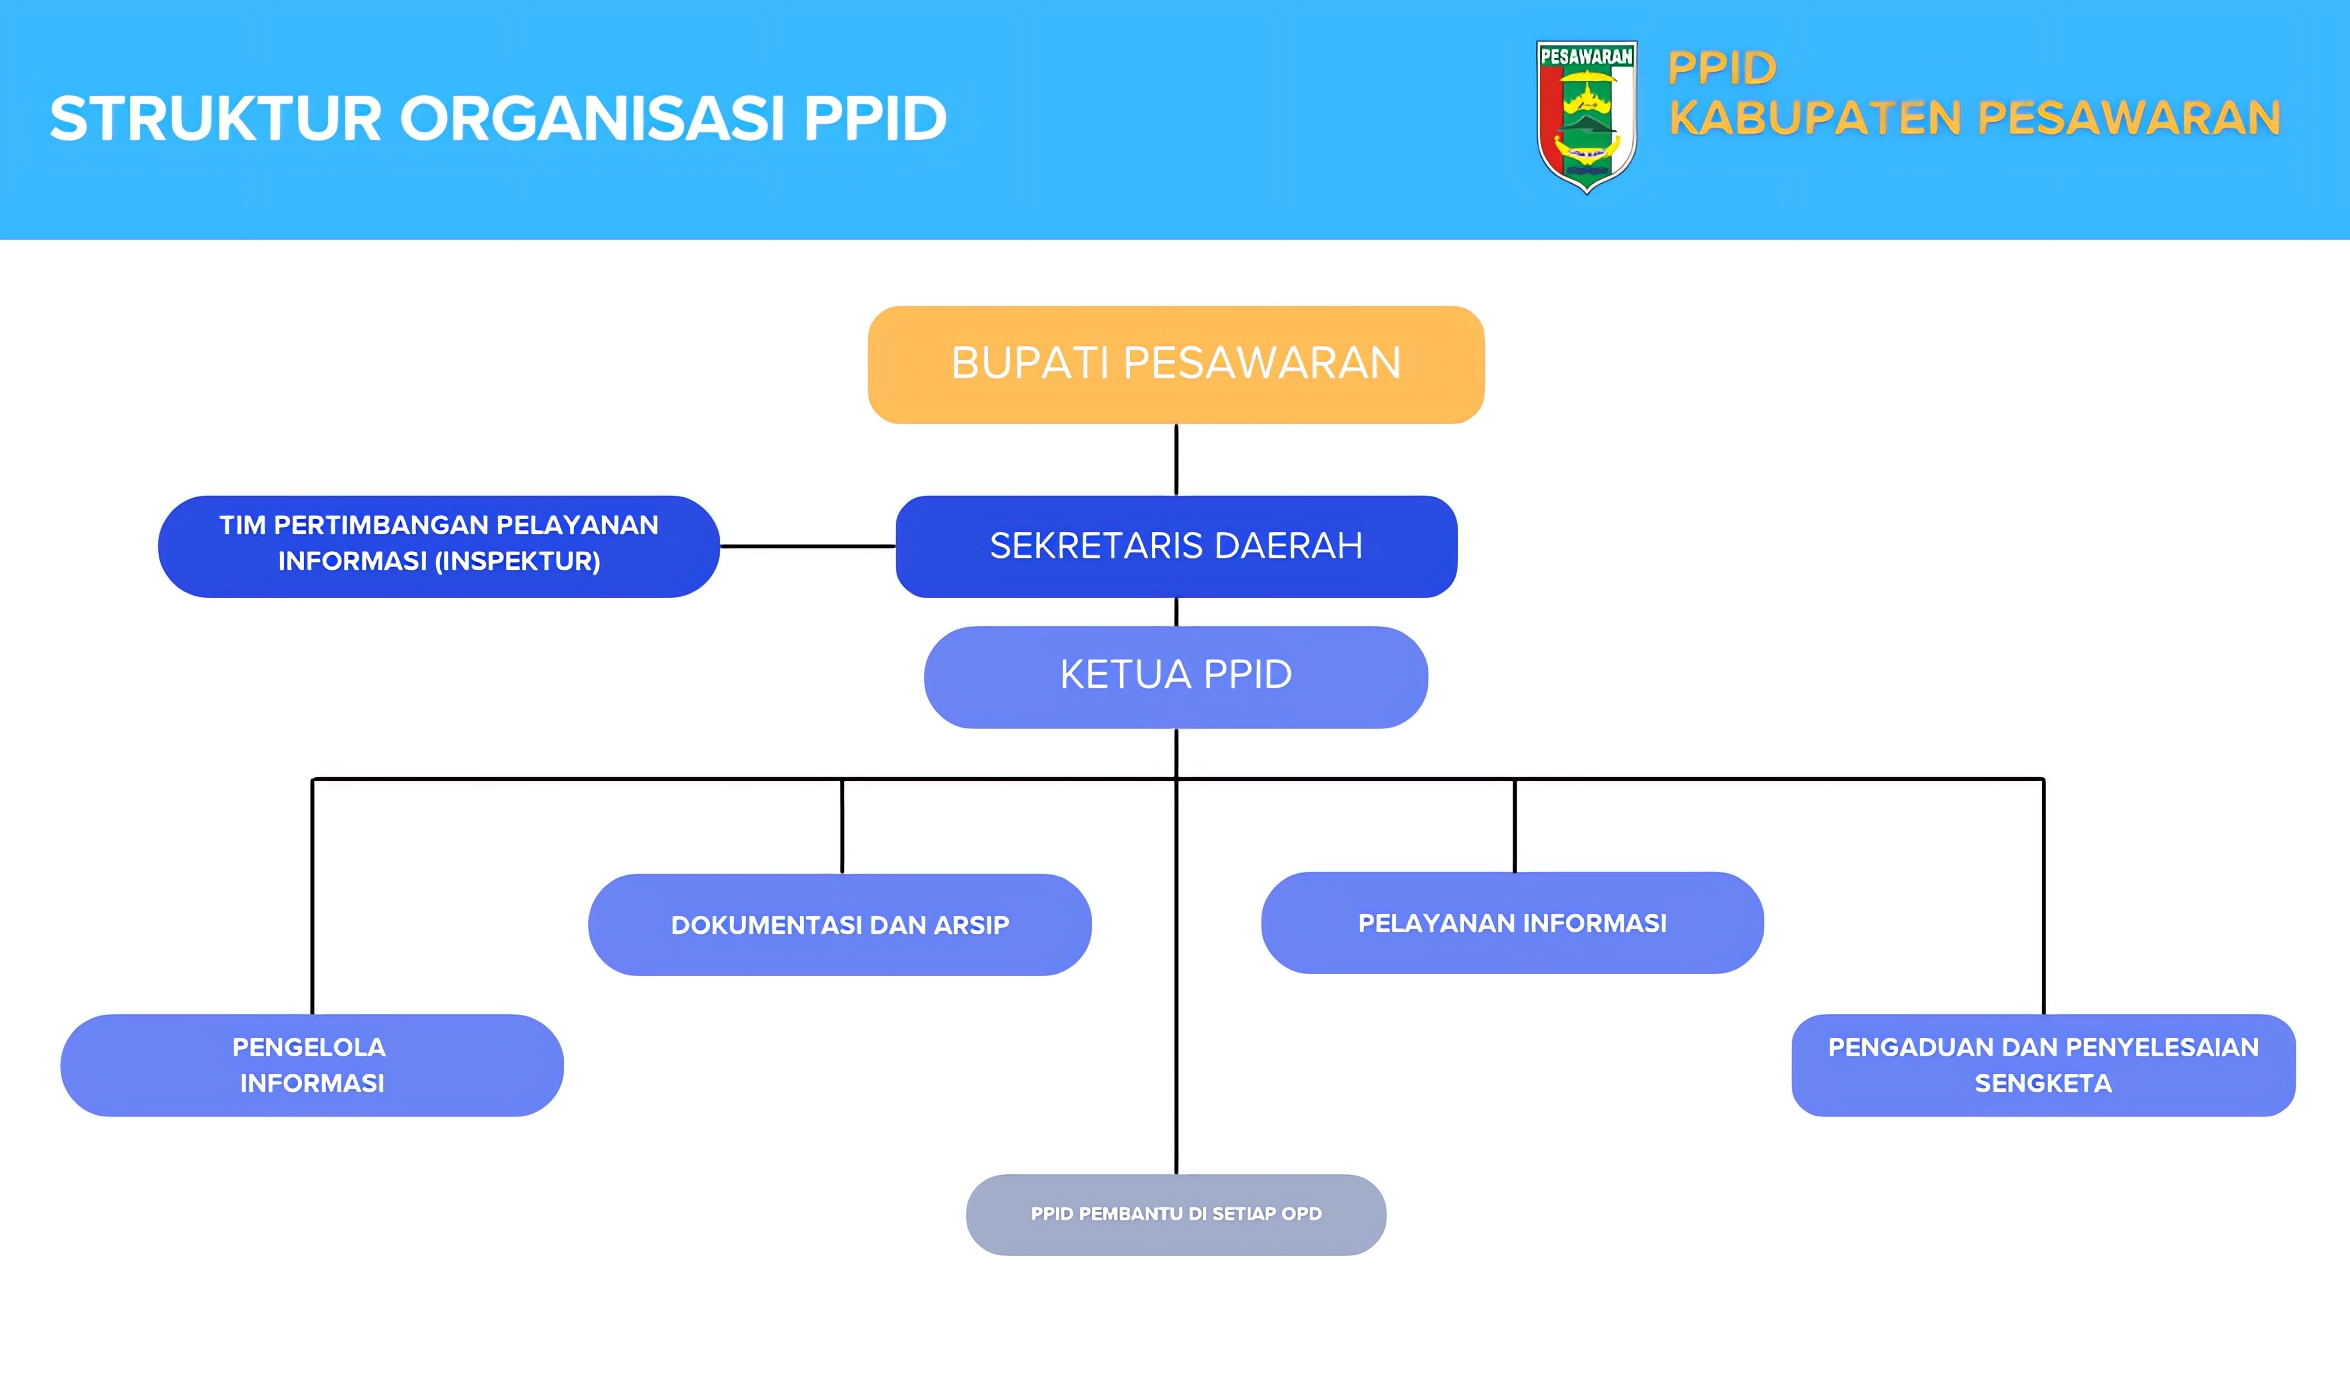 STRUKTUR ORGANISASI PPID
PESAWARAN
PPID
KABUPATEN PESAWARAN
BUPATI PESAWARAN
TIM PERTIMBANGAN PELAYANAN
INFORMASI (INSPEKTUR)
SEKRETARIS DAERAH
KETUA PPID
DOKUMENTASI DAN ARSIP
PELAYANAN INFORMASI
PENGELOLA
INFORMASI
PENGADUAN DAN PENYELESAIAN
SENGKETA
PPID PEMBANTU DI SETIAP OPD